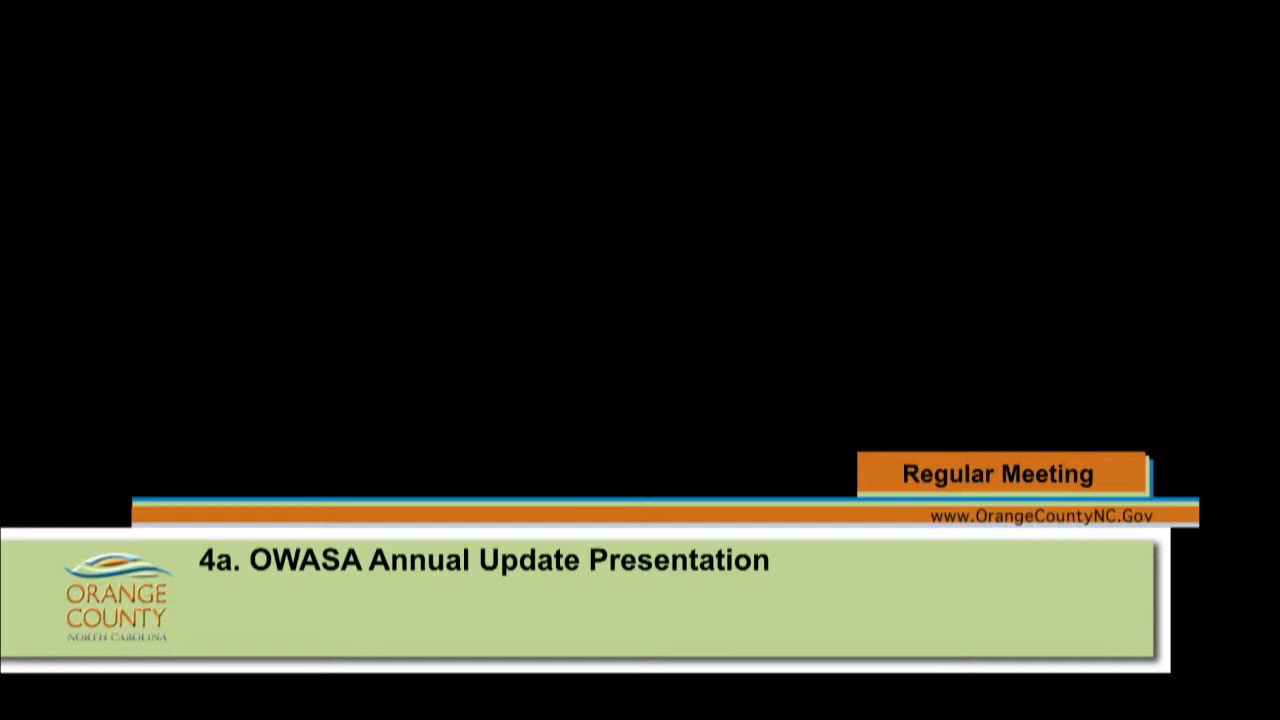 Regular Meeting
www.OrangeCountyNC.Gov
4a. OWASA Annual Update Presentation
ORANGE
COUNTY
NORTH CAROLINA